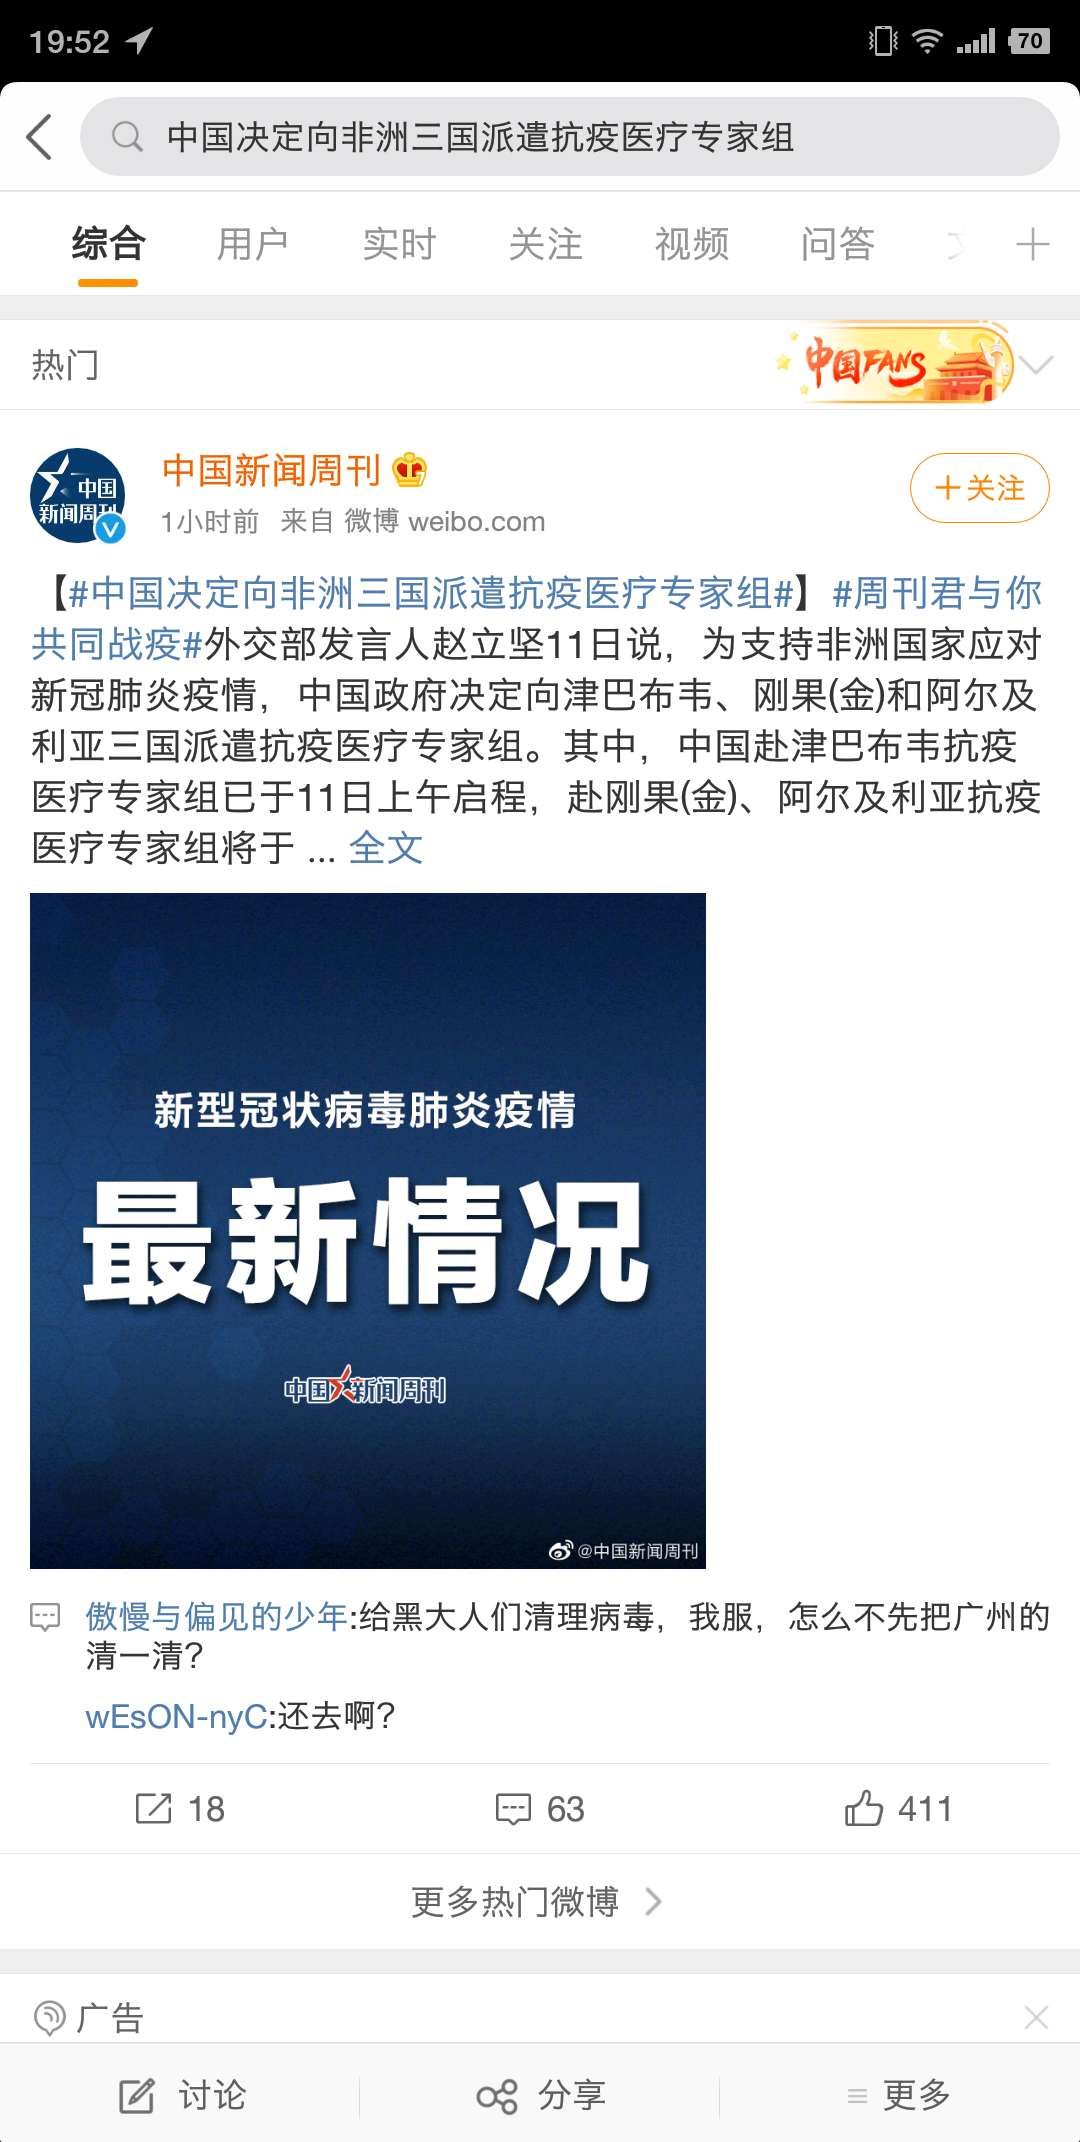 19:52
70
中国决定向非洲三国派遣抗疫医疗专家组
综合 用户 实时 关注 视频 问答
热门
中国FANS
中国
新闻周刊
中国新闻周刊
+关注
1小时前 来自 微博 weibo.com
【#中国决定向非洲三国派遣抗疫医疗专家组#】#周刊君与你
共同战疫#外交部发言人赵立坚11日说，为支持非洲国家应对
新冠肺炎疫情，中国政府决定向津巴布韦、刚果(金)和阿尔及
利亚三国派遣抗疫医疗专家组。其中，中国赴津巴布韦抗疫
医疗专家组已于11日上午启程，赴刚果(金)、阿尔及利亚抗疫
医疗专家组将于 ... 全文
新型冠状病毒肺炎疫情
最新情况
中国新闻周刊
@中国新闻周刊
傲慢与偏见的少年:给黑大人们清理病毒，我服，怎么不先把广州的
清一清？
wEsON-nyC:还去啊？
18 63 411
更多热门微博
广告
讨论 分享 更多